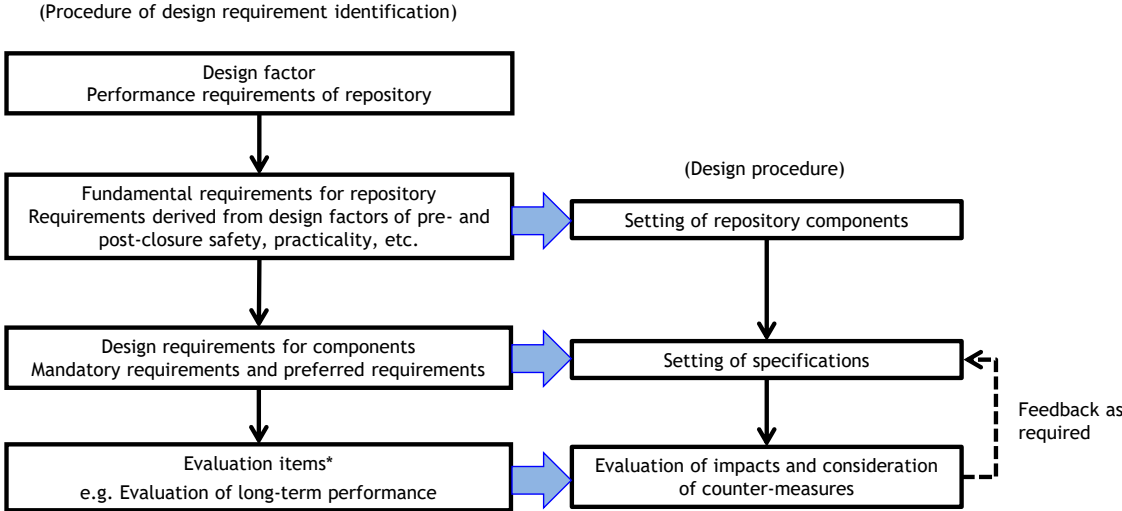 (Procedure of design requirement identification)
Design factor
Performance requirements of repository
Fundamental requirements for repository
Requirements derived from design factors of pre- and
post-closure safety, practicality, etc.
Design requirements for components
Mandatory requirements and preferred requirements
Evaluation items*
e.g. Evaluation of long-term performance
(Design procedure)
Setting of repository components
Setting of specifications
Evaluation of impacts and consideration
of counter-measures
Feedback as
required